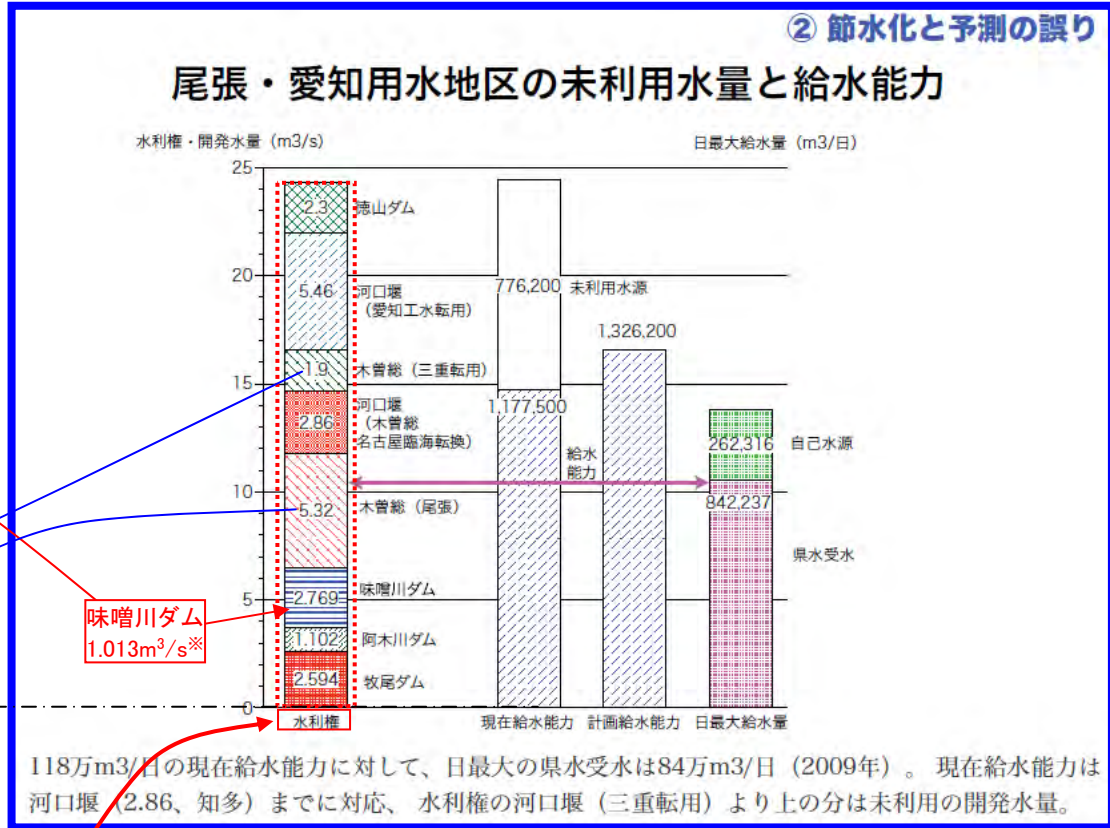 ② 節水化と予測の誤り
尾張・愛知用水地区の未利用水量と給水能力
水利権・開発水量（m3/s)
日最大給水量（m3/日)
25
20
15
10
5
0
2.3
徳山ダム
5.46
河口堰
（愛知工水転用）
1.9
木曽総（三重転用）
2.86
河口堰
（木曽総
名古屋臨海転換）
5.32
木曽総（尾張）
2.769
味噌川ダム
1.102
阿木川ダム
2.594
牧尾ダム
776,200
未利用水源
1,177,500
給水
能力
1,326,200
262,316
自己水源
842,237
県水受水
味噌川ダム
1.013m³/s※
水利権
現在給水能力
計画給水能力
日最大給水量
118万m3/日の現在給水能力に対して、日最大の県水受水は84万m3/日（2009年）。 現在給水能力は
河口堰（2.86、知多）までに対応、 水利権の河口堰（三重転用）より上の分は未利用の開発水量。